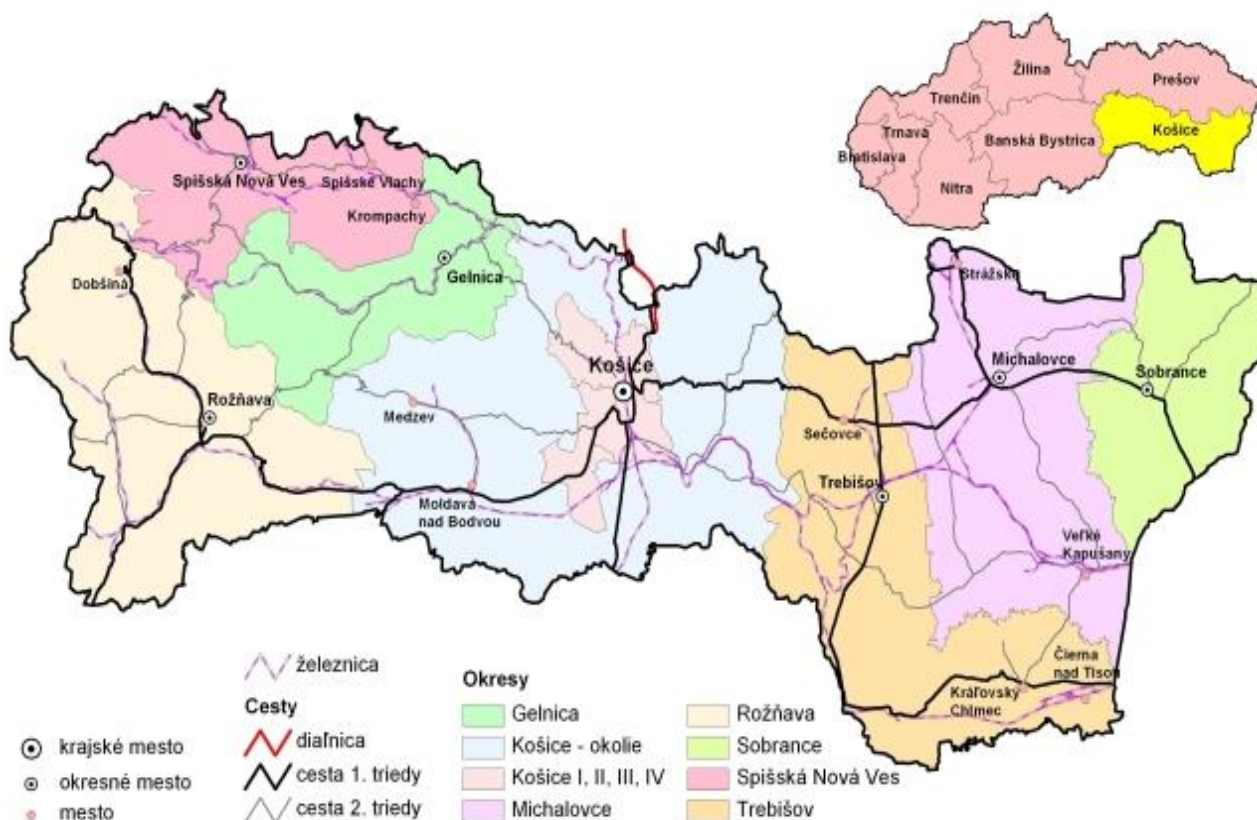 Žilina
Prešov
Trenčín
Košice
Trnava
Banská Bystrica
Bratislava
Nitra
Spišská Nová Ves
Spišské Vlachy
Krompachy
Gelnica
Dobšiná
Strážske
Michalovce
Sobrance
Košice
Rožňava
Medzev
Sečovce
Trebišov
Moldava
nad Bodvou
Veľké
Kapušany
Čierna
nad Tisou
Kráľovský
Chlmec
krajské mesto
okresné mesto
mesto
železnica
Cesty
diaľnica
cesta 1. triedy
cesta 2. triedy
Okresy
Gelnica
Košice - okolie
Košice I, II, III, IV
Michalovce
Rožňava
Sobrance
Spišská Nová Ves
Trebišov